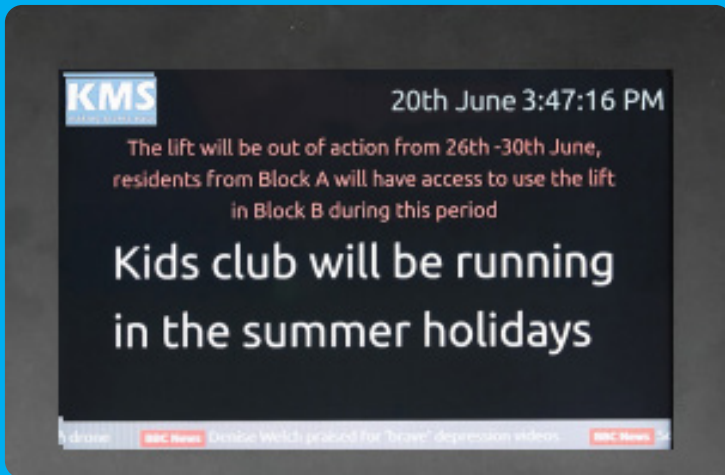 KMS
20th June 3:47:16 PM
The lift will be out of action from 26th -30th June,
residents from Block A will have access to use the lift
in Block B during this period
Kids club will be running
in the summer holidays
drone BBC News Denise Welch praised for 'brave' depression videos BBC News